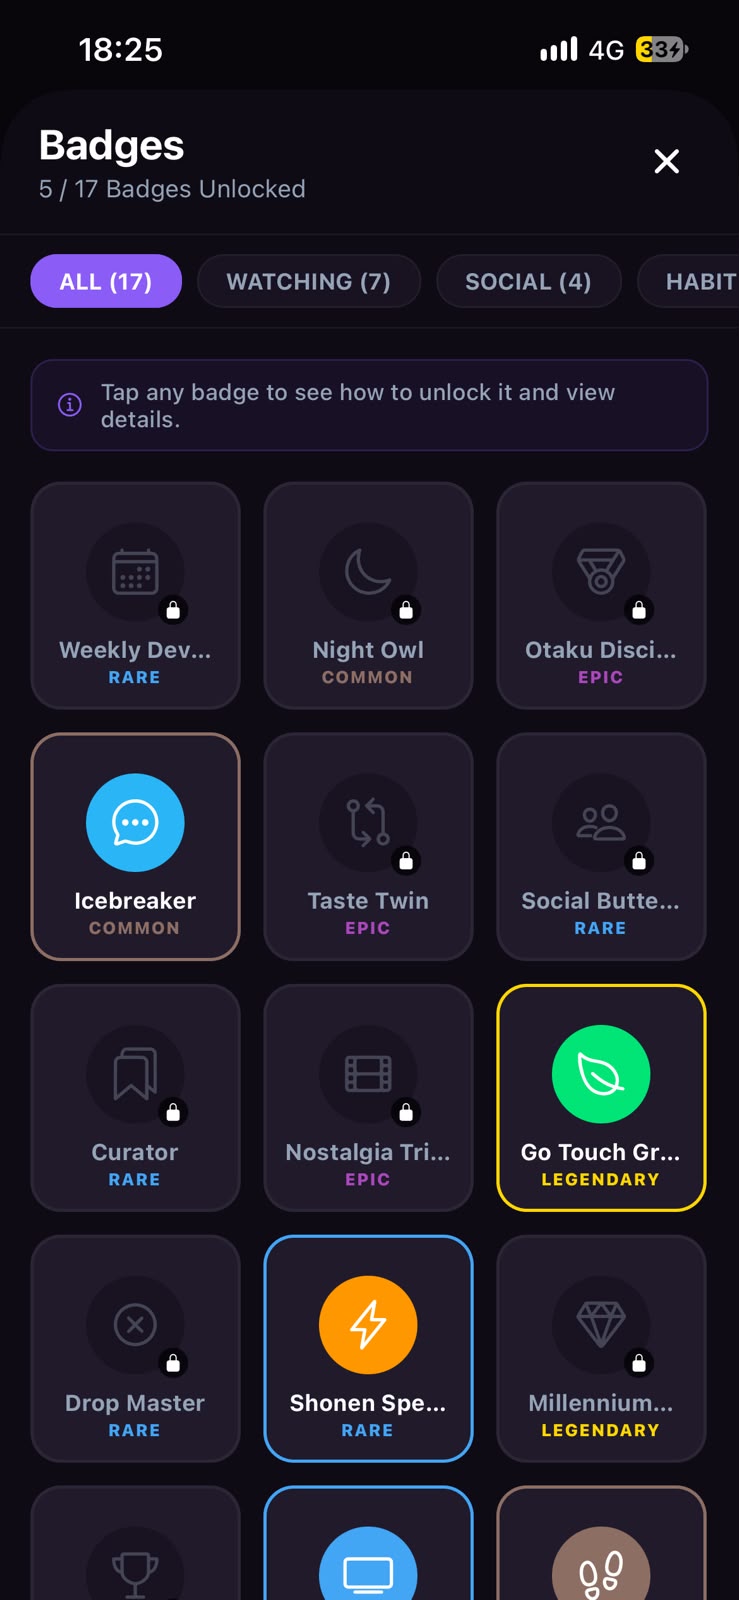 18:25
4G
33
Badges
5 / 17 Badges Unlocked
ALL (17)
WATCHING (7)
SOCIAL (4)
HABIT
Tap any badge to see how to unlock it and view
details.
Weekly Dev...
RARE
Night Owl
COMMON
Otaku Disci...
EPIC
Icebreaker
COMMON
Taste Twin
EPIC
Social Butte...
RARE
Curator
RARE
Nostalgia Tri...
EPIC
Go Touch Gr...
LEGENDARY
Drop Master
RARE
Shonen Spe...
RARE
Millennium...
LEGENDARY